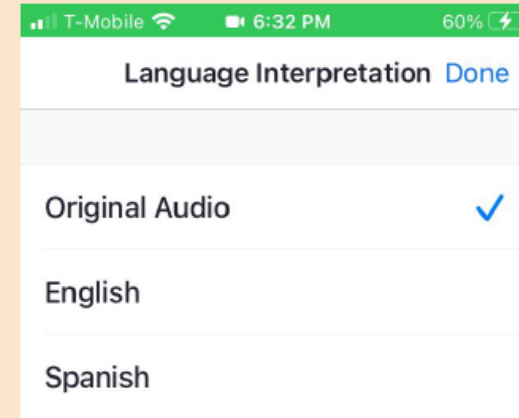 T-Mobile 6:32 PM 60%
Language Interpretation Done
Original Audio
English
Spanish